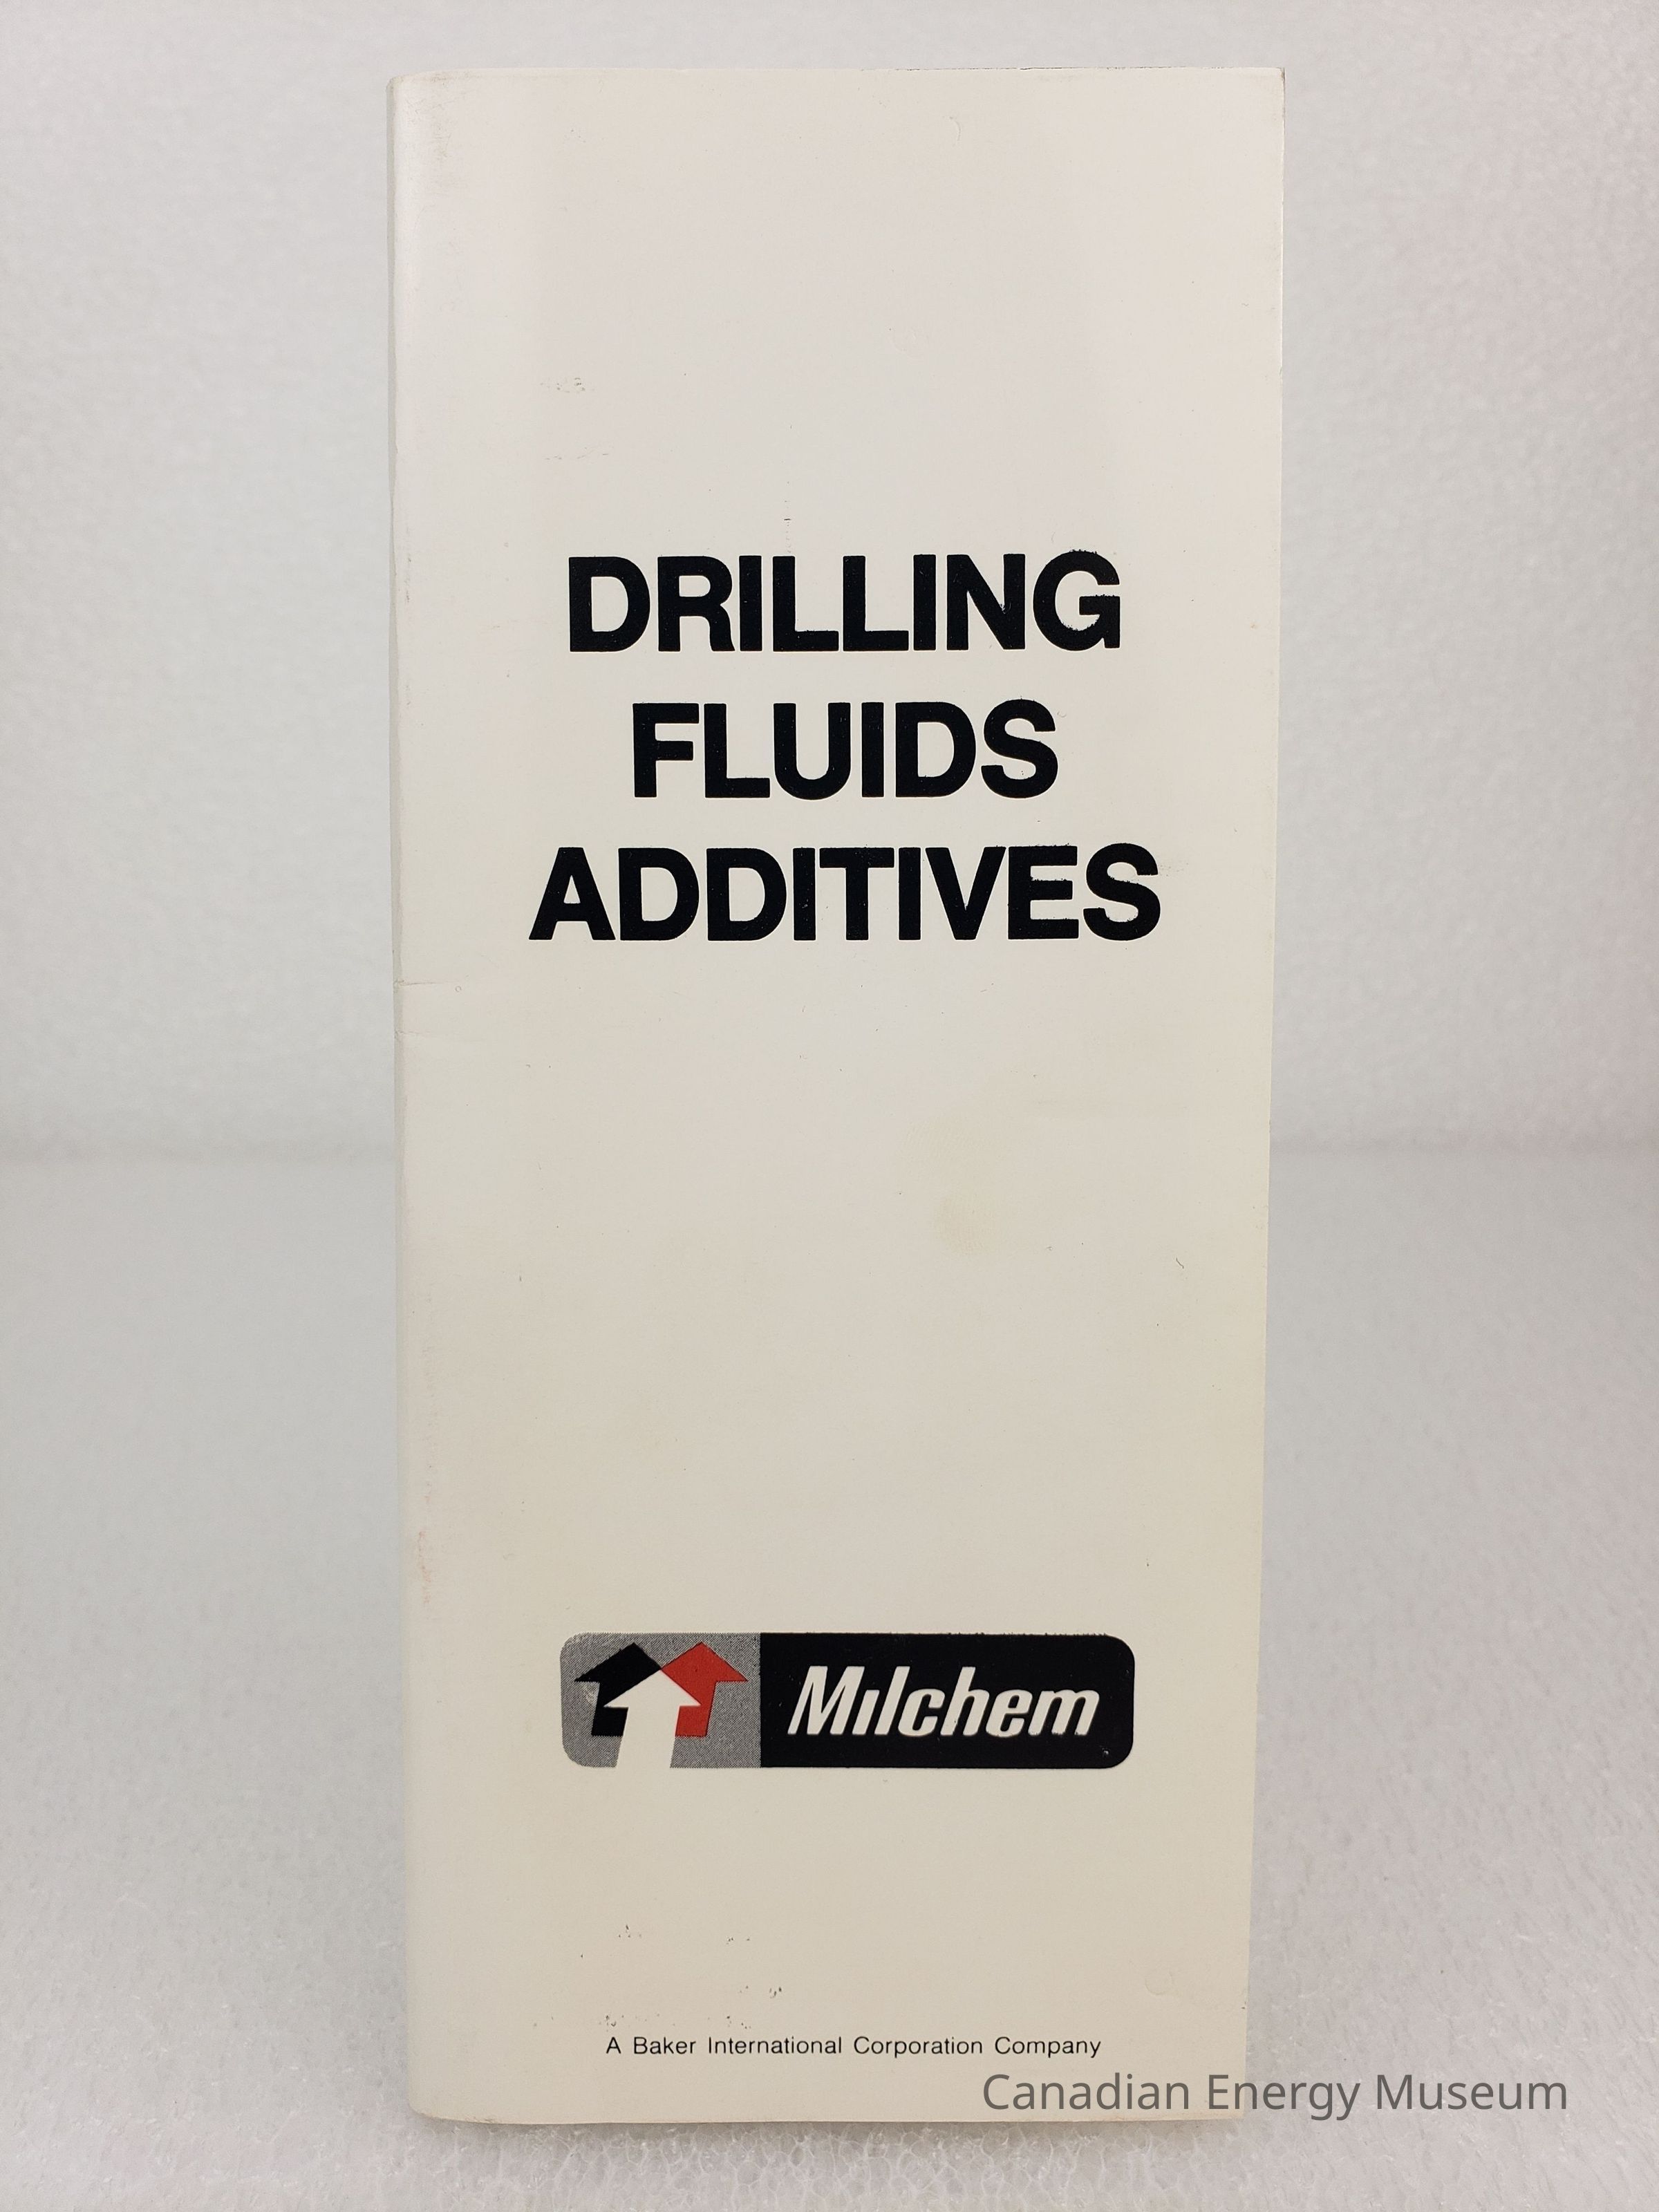 DRILLING
FLUIDS
ADDITIVES
Milchem
A Baker International Corporation Company
Canadian Energy Museum